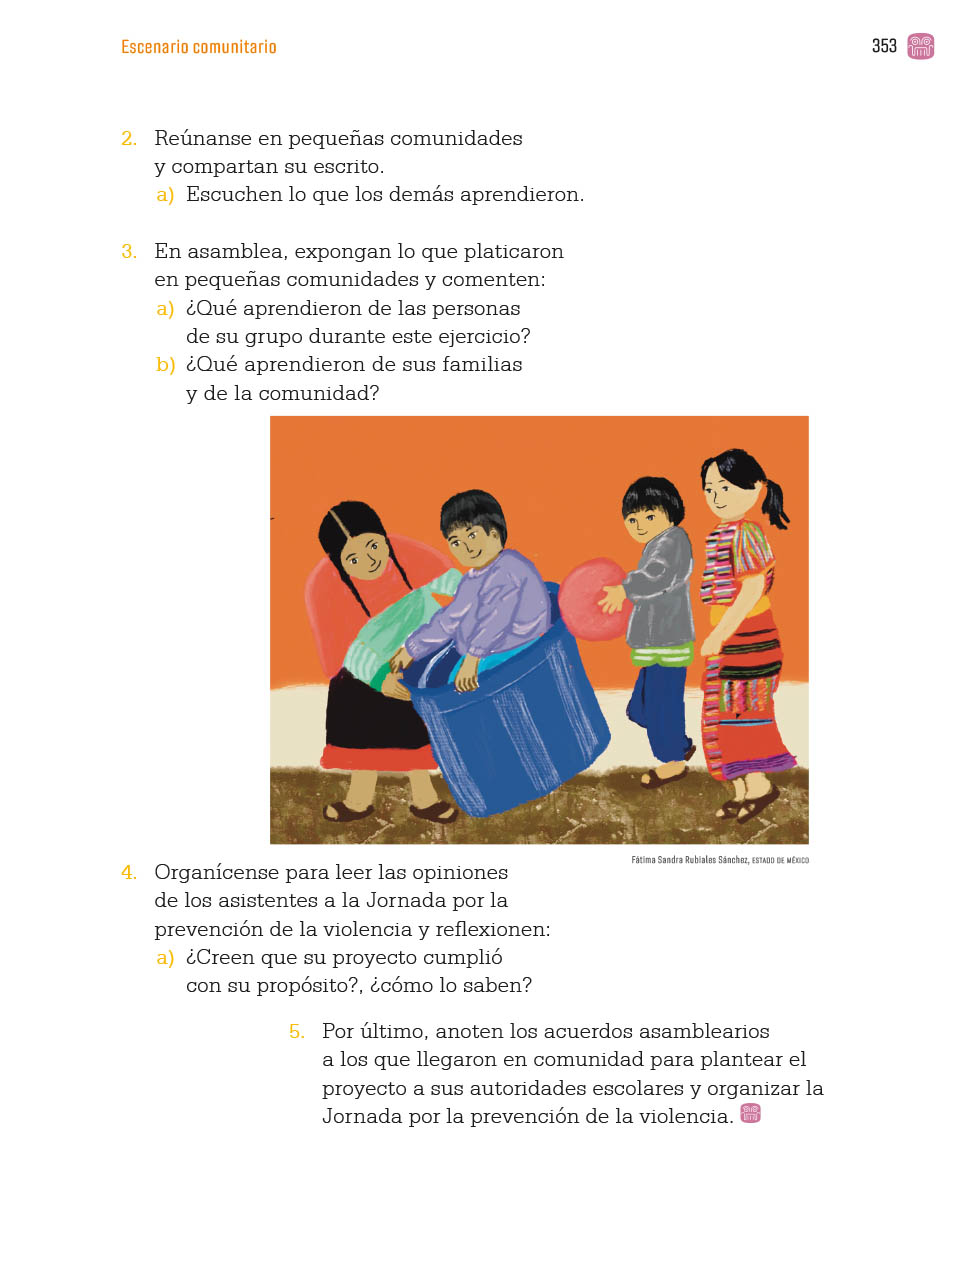 Escenario comunitario
353
2. Reúnanse en pequeñas comunidades
y compartan su escrito.
a) Escuchen lo que los demás aprendieron.
3. En asamblea, expongan lo que platicaron
en pequeñas comunidades y comenten:
a) ¿Qué aprendieron de las personas
de su grupo durante este ejercicio?
b) ¿Qué aprendieron de sus familias
y de la comunidad?
Fátima Sandra Rubiales Sánchez, ESTADO DE MÉXICO
4. Organícense para leer las opiniones
de los asistentes a la Jornada por la
prevención de la violencia y reflexionen:
a) ¿Creen que su proyecto cumplió
con su propósito?, ¿cómo lo saben?
5. Por último, anoten los acuerdos asamblearios
a los que llegaron en comunidad para plantear el
proyecto a sus autoridades escolares y organizar la
Jornada por la prevención de la violencia.